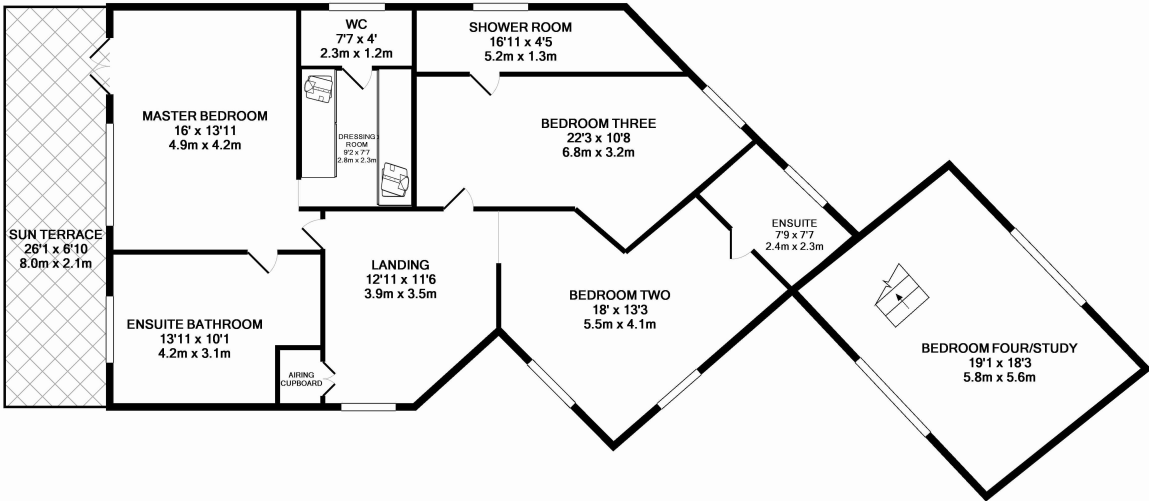 WC
7'7 x 4'
2.3m x 1.2m
SHOWER ROOM
16'11 x 4'5
5.2m x 1.3m
MASTER BEDROOM
16' x 13'11
4.9m x 4.2m
DRESSING
ROOM
9'2 x 7'7
2.8m x 2.3m
BEDROOM THREE
22'3 x 10'8
6.8m x 3.2m
SUN TERRACE
26'1 x 6'10
8.0m x 2.1m
ENSUITE
7'9 x 7'7
2.4m x 2.3m
LANDING
12'11 x 11'6
3.9m x 3.5m
BEDROOM TWO
18' x 13'3
5.5m x 4.1m
ENSUITE BATHROOM
13'11 x 10'1
4.2m x 3.1m
BEDROOM FOUR/STUDY
19'1 x 18'3
5.8m x 5.6m
AIRING
CUPBOARD